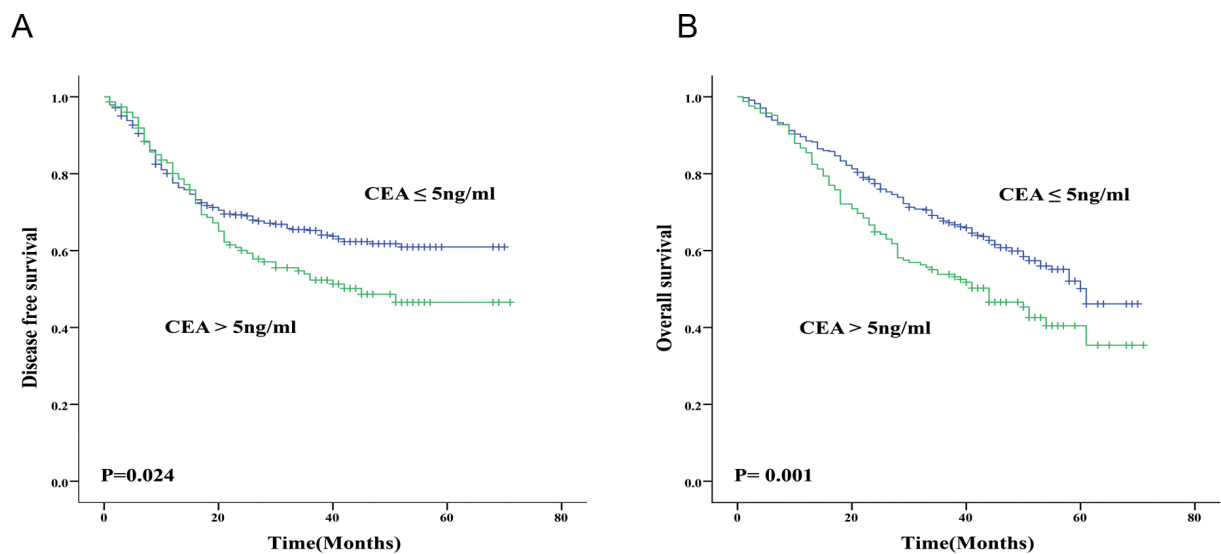 A
B
1.0
0.8
0.6
0.4
0.2
0.0
Disease free survival
CEA ≤ 5ng/ml
CEA > 5ng/ml
P=0.024
0
20
40
60
80
Time(Months)
1.0
0.8
0.6
0.4
0.2
0.0
Overall survival
CEA ≤ 5ng/ml
CEA > 5ng/ml
P= 0.001
0
20
40
60
80
Time(Months)